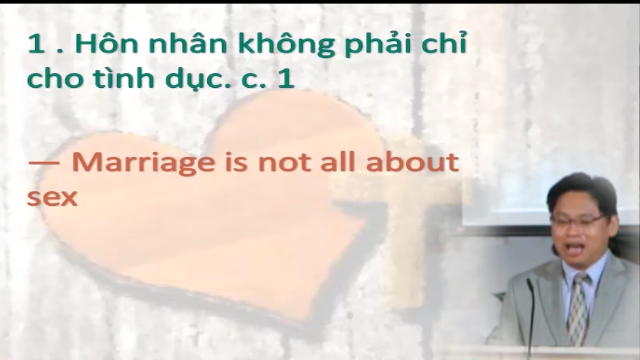 1 . Hôn nhân không phải chỉ
cho tình dục. c. 1
— Marriage is not all about
sex